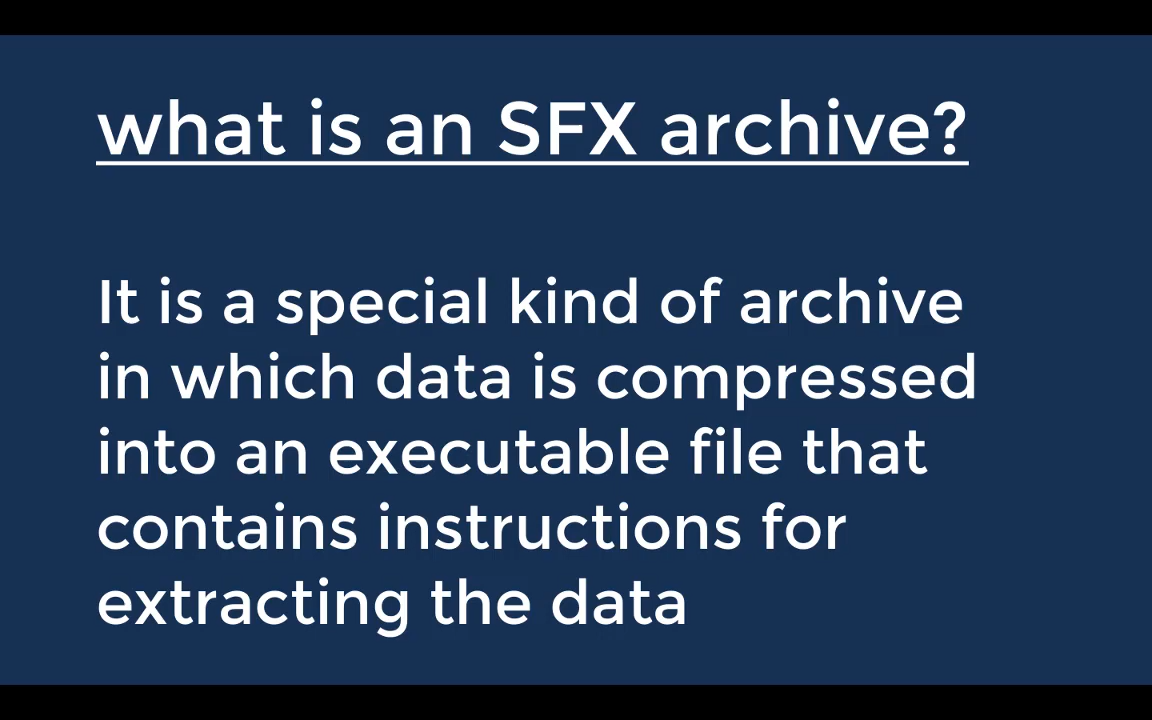 what is an SFX archive?
It is a special kind of archive
in which data is compressed
into an executable file that
contains instructions for
extracting the data